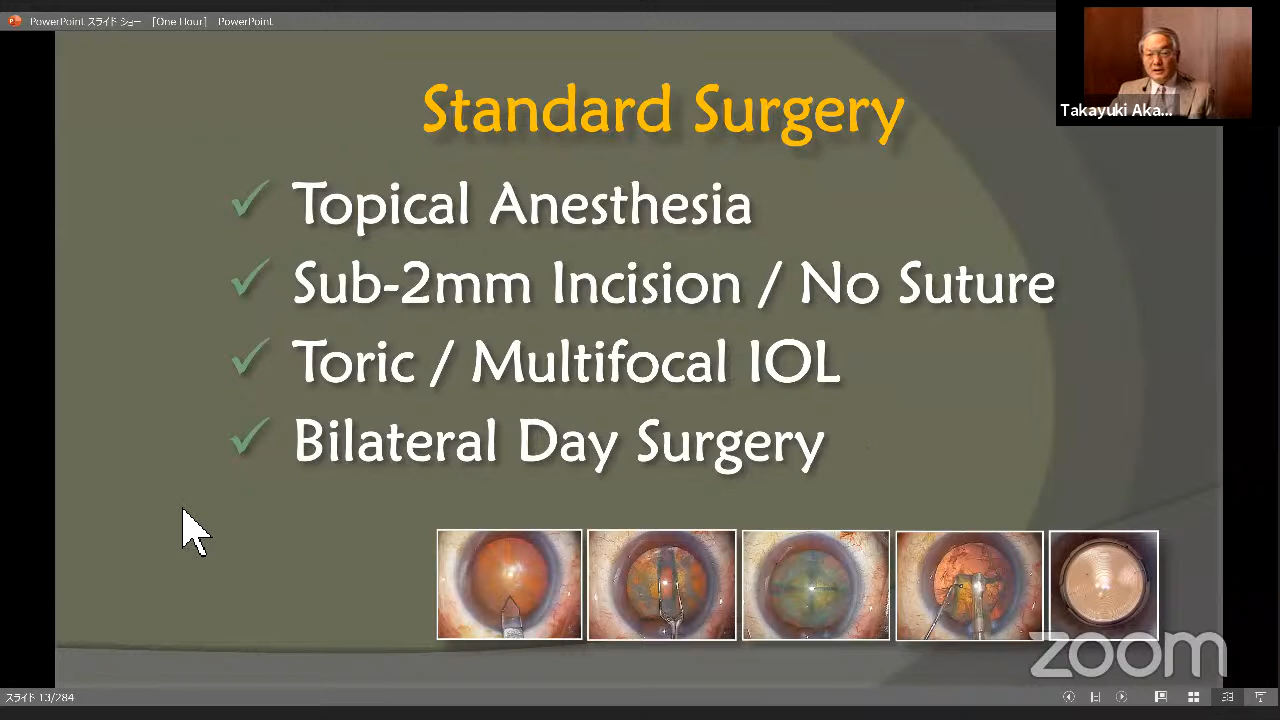 PowerPoint スライド ショー [One Hour] PowerPoint
Takayuki Aka...
Standard Surgery
✓ Topical Anesthesia
✓ Sub-2mm Incision / No Suture
✓ Toric / Multifocal IOL
✓ Bilateral Day Surgery
zoom
スライド 13/284